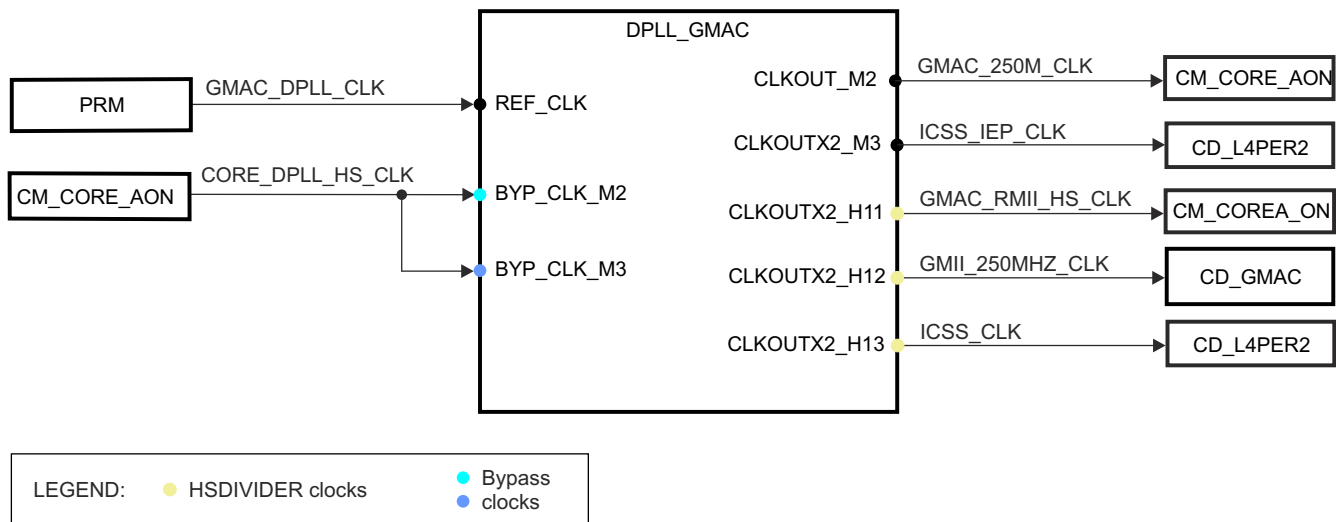 DPLL_GMAC
PRM
GMAC_DPLL_CLK
REF_CLK
CM_CORE_AON
CORE_DPLL_HS_CLK
BYP_CLK_M2
BYP_CLK_M3
CLKOUT_M2
GMAC_250M_CLK
CM_CORE_AON
CLKOUTX2_M3
ICSS_IEP_CLK
CD_L4PER2
CLKOUTX2_H11
GMAC_RMII_HS_CLK
CM_COREA_ON
CLKOUTX2_H12
GMII_250MHZ_CLK
CD_GMAC
CLKOUTX2_H13
ICSS_CLK
CD_L4PER2
LEGEND:
HSDIVIDER clocks
Bypass
clocks